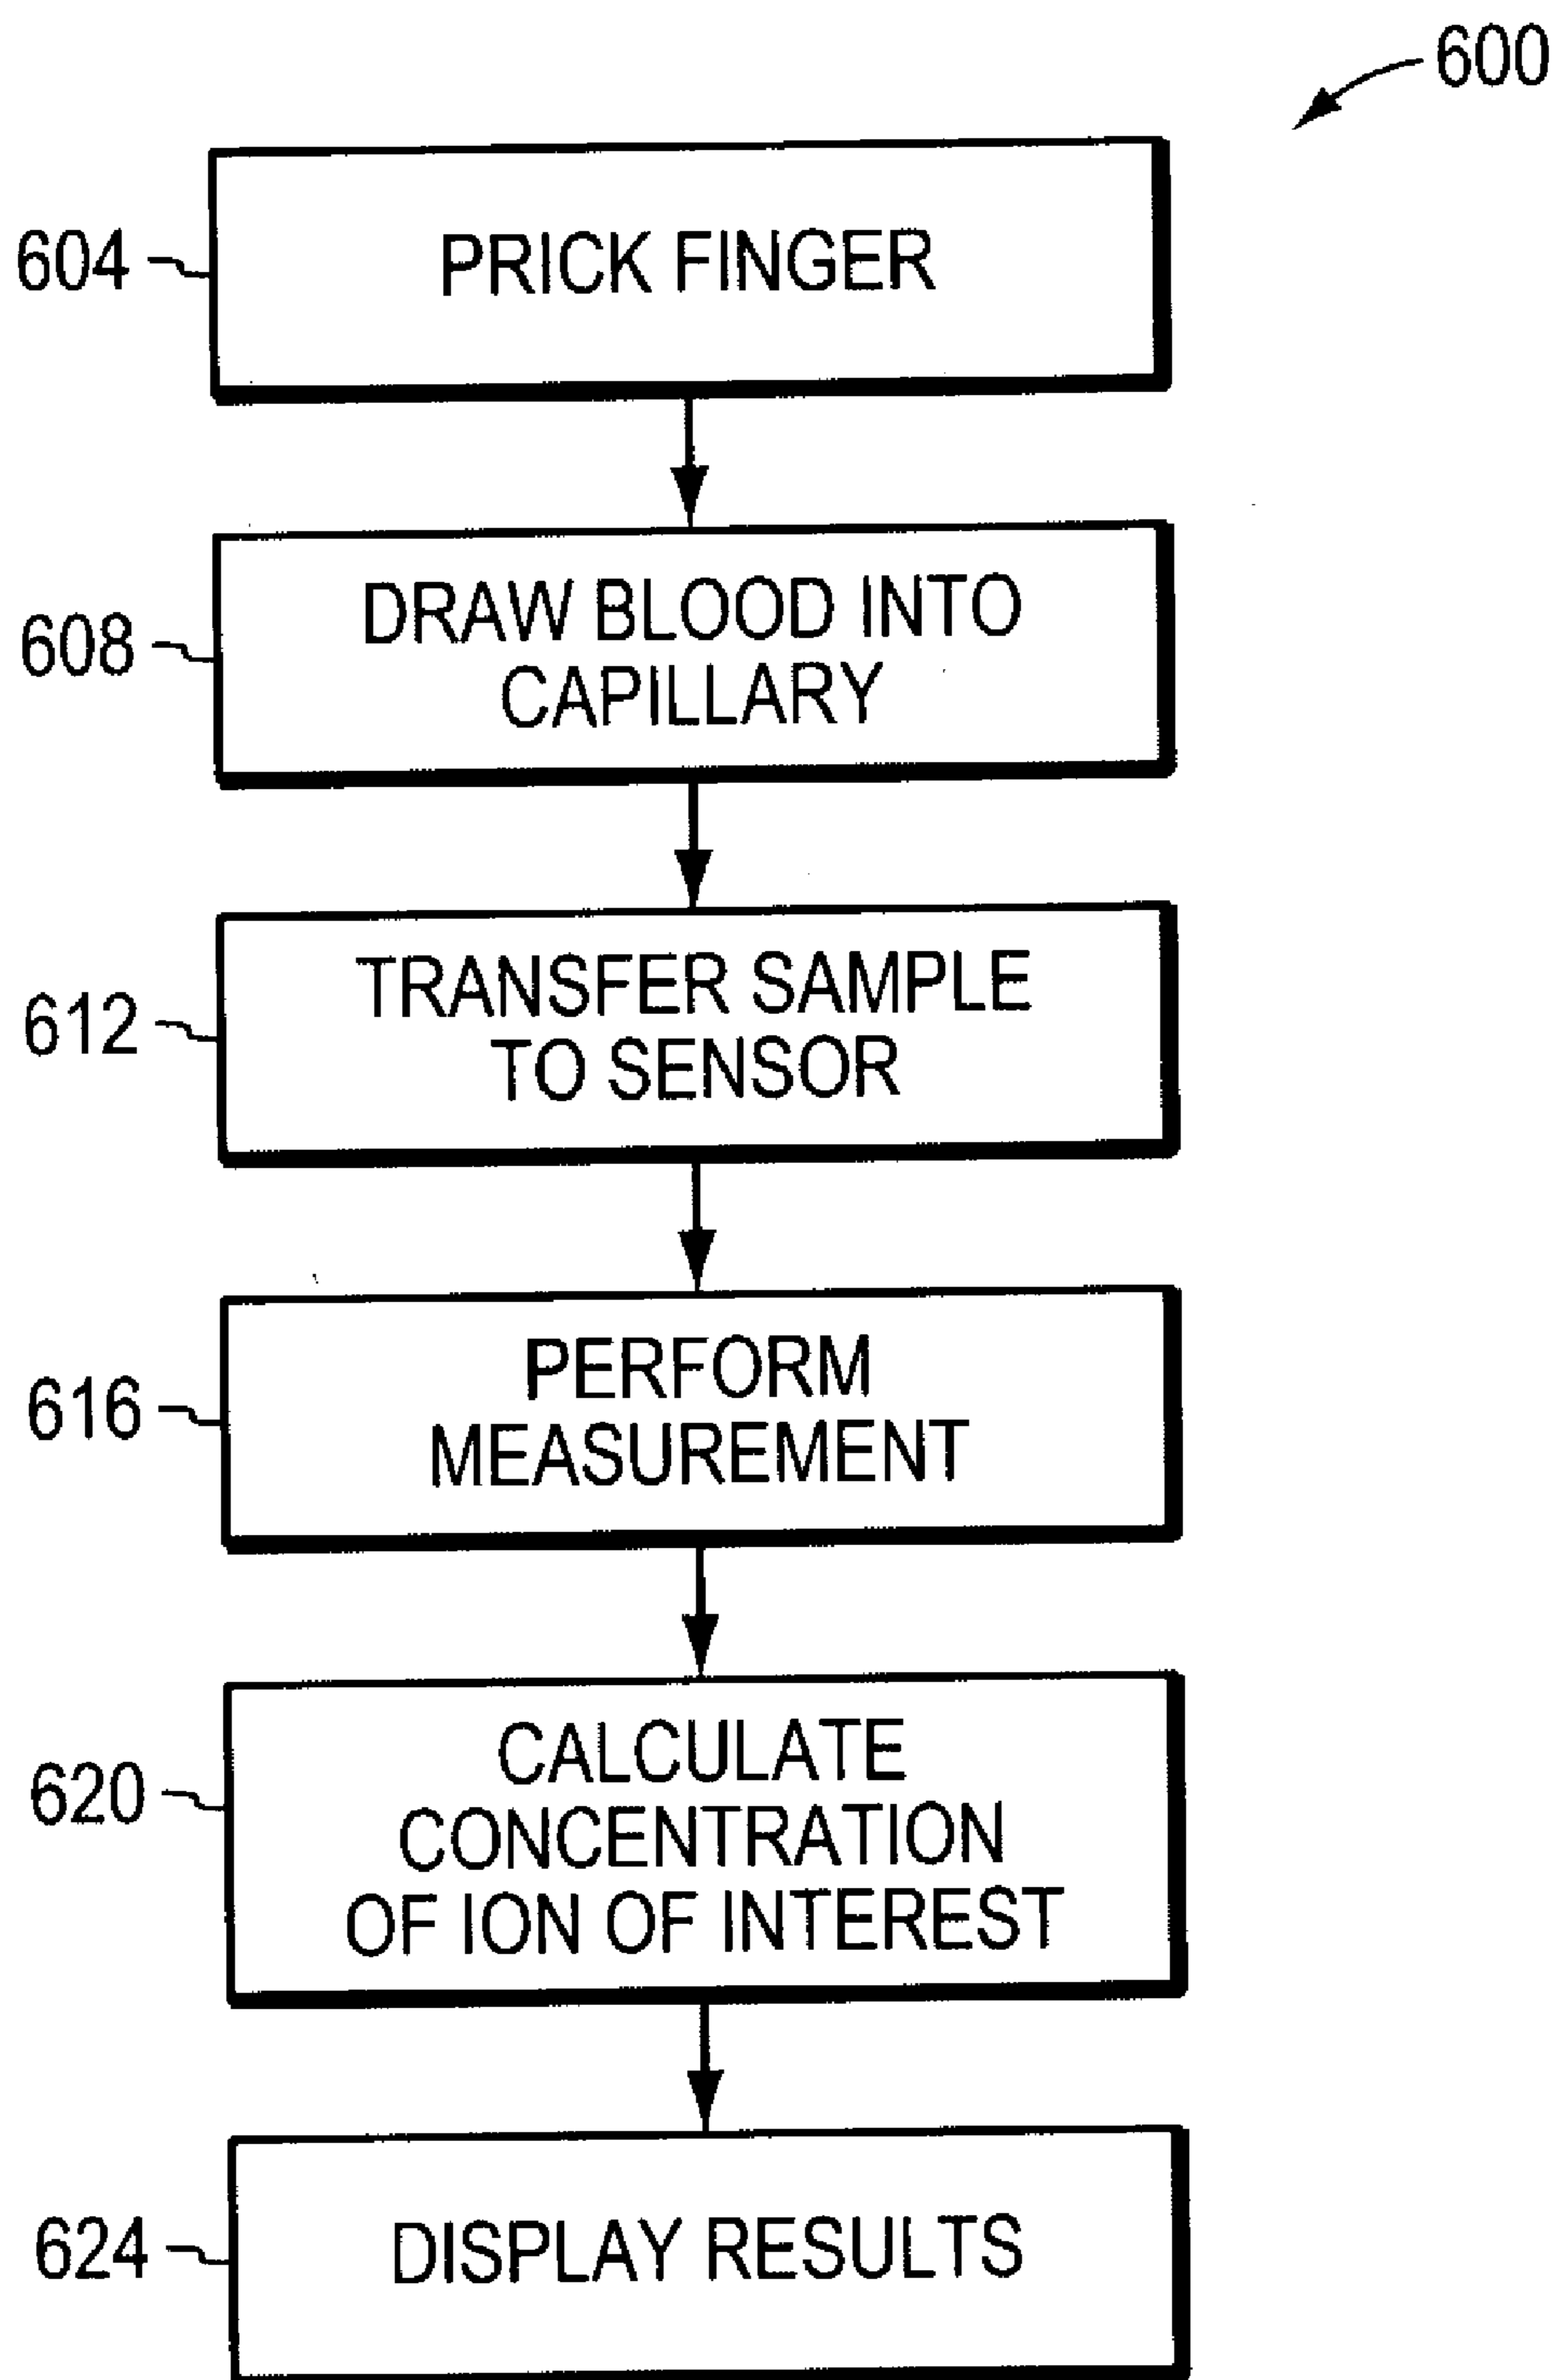 600
604
PRICK FINGER
608
DRAW BLOOD INTO
CAPILLARY
612
TRANSFER SAMPLE
TO SENSOR
616
PERFORM
MEASUREMENT
620
CALCULATE
CONCENTRATION
OF ION OF INTEREST
624
DISPLAY RESULTS